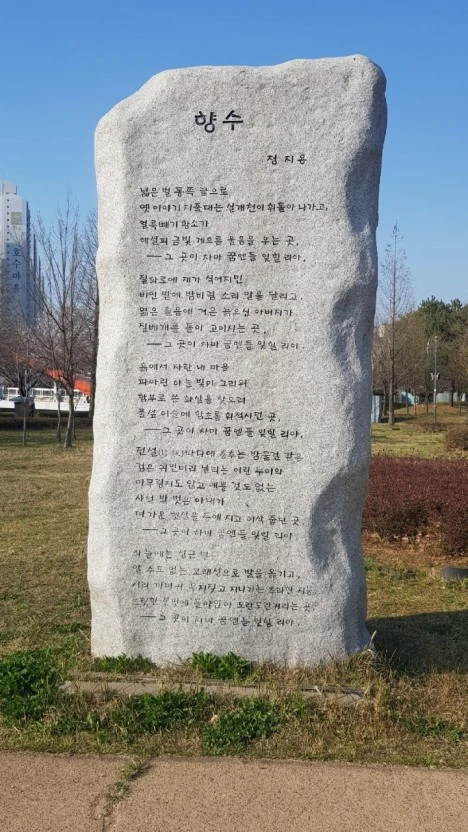 향수
정지용
넓은 벌 동쪽 끝으로
옛 이야기 지줄대는 실개천이 휘돌아 나가고,
얼룩빼기 황소가
해설피 금빛 게으른 울음을 우는 곳,
──그 곳이 차마 꿈엔들 잊힐 리야.
질화로에 재가 식어지면
비인 밭에 밤바람 소리 말을 달리고,
엷은 졸음에 겨운 늙으신 아버지가
짚베개를 돋아 고이시는 곳,
──그 곳이 차마 꿈엔들 잊힐 리야.
흙에서 자란 내 마음
파아란 하늘 빛이 그리워
함부로 쏜 화살을 찾으려
풀섶 이슬에 함초롬 휘적시던 곳,
──그 곳이 차마 꿈엔들 잊힐 리야.
전설바다에 춤추는 밤물결 같은
검은 귀밑머리 날리는 어린 누이와
아무렇지도 않고 예쁠 것도 없는
사철 발 벗은 아내가
따가운 햇살을 등에 지고 이삭 줍던 곳
──그 곳이 차마 꿈엔들 잊힐 리야.
하늘에는 성근 별
알 수도 없는 모래성으로 발을 옮기고,
서리 까마귀 우지짖고 지나가는 초라한 지붕
흐릿한 불빛에 돌아앉아 도란도란거리는 곳,
──그 곳이 차마 꿈엔들 잊힐 리야.